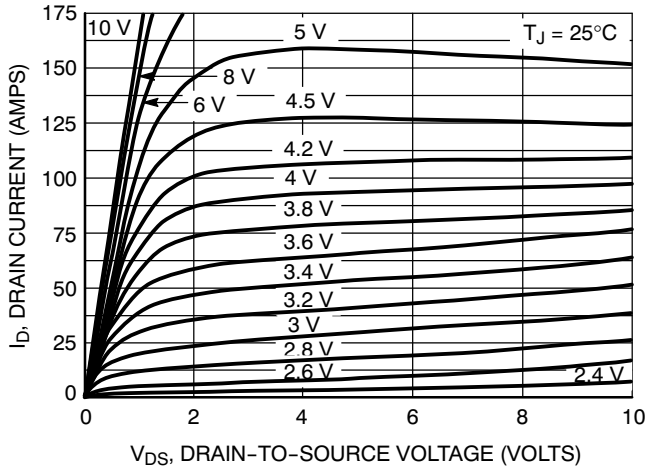 175
150
125
100
75
50
25
0
I_D, DRAIN CURRENT (AMPS)
10 V
8 V
6 V
5 V
T_J = 25°C
4.5 V
4.2 V
4 V
3.8 V
3.6 V
3.4 V
3.2 V
3 V
2.8 V
2.6 V
2.4 V
0 2 4 6 8 10
V_DS, DRAIN−TO−SOURCE VOLTAGE (VOLTS)